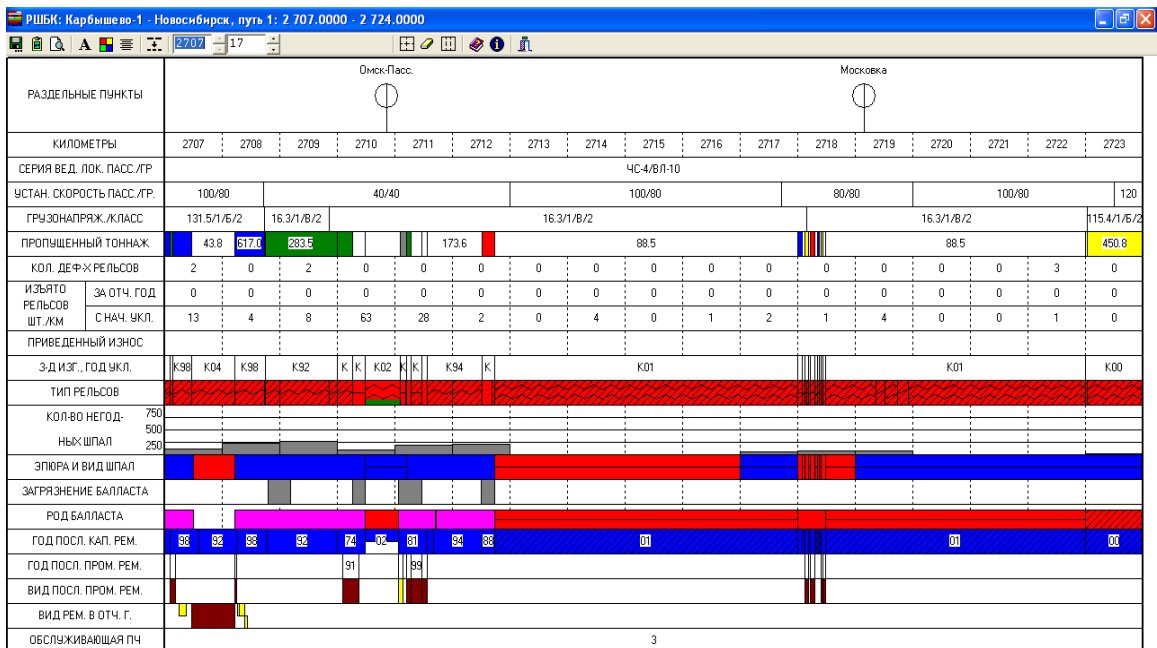 РШБК: Карбышево-1 - Новосибирск, путь 1: 2 707.0000 - 2 724.0000
2707 17
Омск-Пасс. Московка
РАЗДЕЛЬНЫЕ ПУНКТЫ
КИЛОМЕТРЫ 2707 2708 2709 2710 2711 2712 2713 2714 2715 2716 2717 2718 2719 2720 2721 2722 2723
СЕРИЯ ВЕД. ЛОК. ПАСС./ГР ЧС-4/ВЛ-10
УСТАН. СКОРОСТЬ ПАСС./ГР. 100/80 40/40 100/80 80/80 100/80 120
ГРУЗОНАПРЯЖ./КЛАСС 131.5/1/Б/2 16.3/1/В/2 16.3/1/В/2 16.3/1/В/2 115.4/1/Б/2
ПРОПУЩЕННЫЙ ТОННАЖ 43.8 617.0 283.5 173.6 88.5 88.5 450.8
КОЛ. ДЕФ-Х РЕЛЬСОВ 2 0 2 0 0 0 0 0 0 0 0 0 0 0 0 3 0
ИЗЪЯТО РЕЛЬСОВ ШТ./КМ
ЗА ОТЧ. ГОД 0 0 0 0 0 0 0 0 0 0 0 0 0 0 0 0 0
С НАЧ. УКЛ. 13 4 8 63 28 2 0 4 0 1 2 1 4 0 0 1 0
ПРИВЕДЕННЫЙ ИЗНОС
З-Д ИЗГ., ГОД УКЛ. К98 К04 К98 К92 К К К02 К К К94 К К01 К01 К00
ТИП РЕЛЬСОВ
КОЛ-ВО НЕГОД- 750
500
НЫХ ШПАЛ 250
ЭПЮРА И ВИД ШПАЛ
ЗАГРЯЗНЕНИЕ БАЛЛАСТА
РОД БАЛЛАСТА
ГОД ПОСЛ. КАП. РЕМ. 98 92 98 92 74 02 81 94 88 01 01 00
ГОД ПОСЛ. ПРОМ. РЕМ. 91 99
ВИД ПОСЛ. ПРОМ. РЕМ.
ВИД РЕМ. В ОТЧ. Г.
ОБСЛУЖИВАЮЩАЯ ПЧ 3